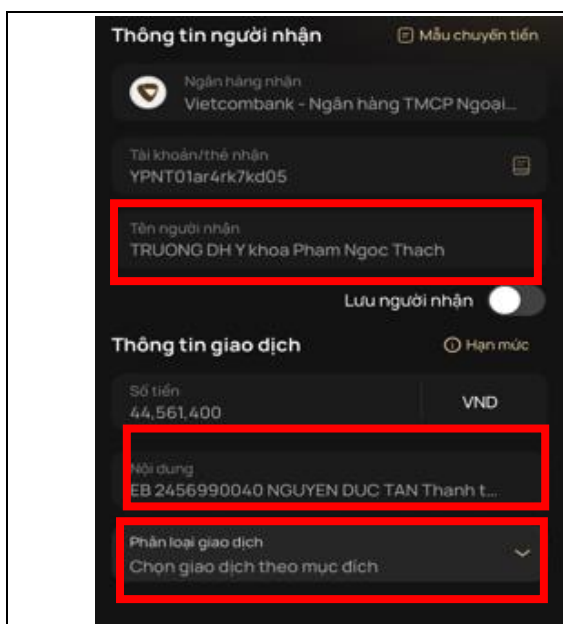 Thông tin người nhận
Mẫu chuyển tiền
Ngân hàng nhận
Vietcombank - Ngân hàng TMCP Ngoại...
Tài khoản/thẻ nhận
YPNT01ar4rk7kd05
Tên người nhận
TRUONG DH Y khoa Pham Ngoc Thach
Lưu người nhận
Thông tin giao dịch
Hạn mức
Số tiền
44,561,400
VND
Nội dung
EB 2456990040 NGUYEN DUC TAN Thanh t...
Phân loại giao dịch
Chọn giao dịch theo mục đích